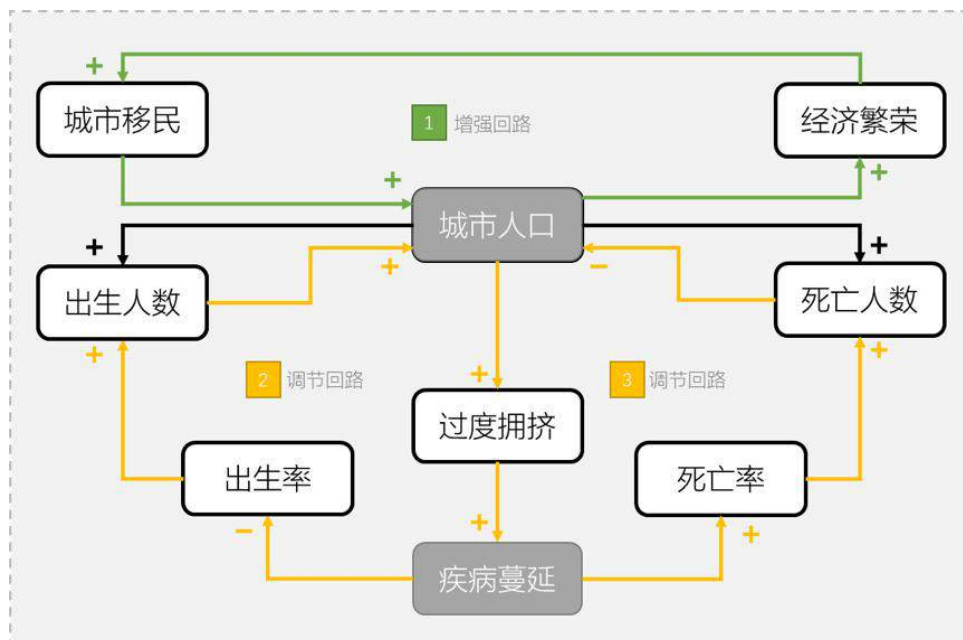 +
城市移民
1 增强回路
经济繁荣
+
+
城市人口
+
+
+
−
+
出生人数
死亡人数
+
+
2 调节回路
+
3 调节回路
过度拥挤
出生率
死亡率
−
+
+
疾病蔓延